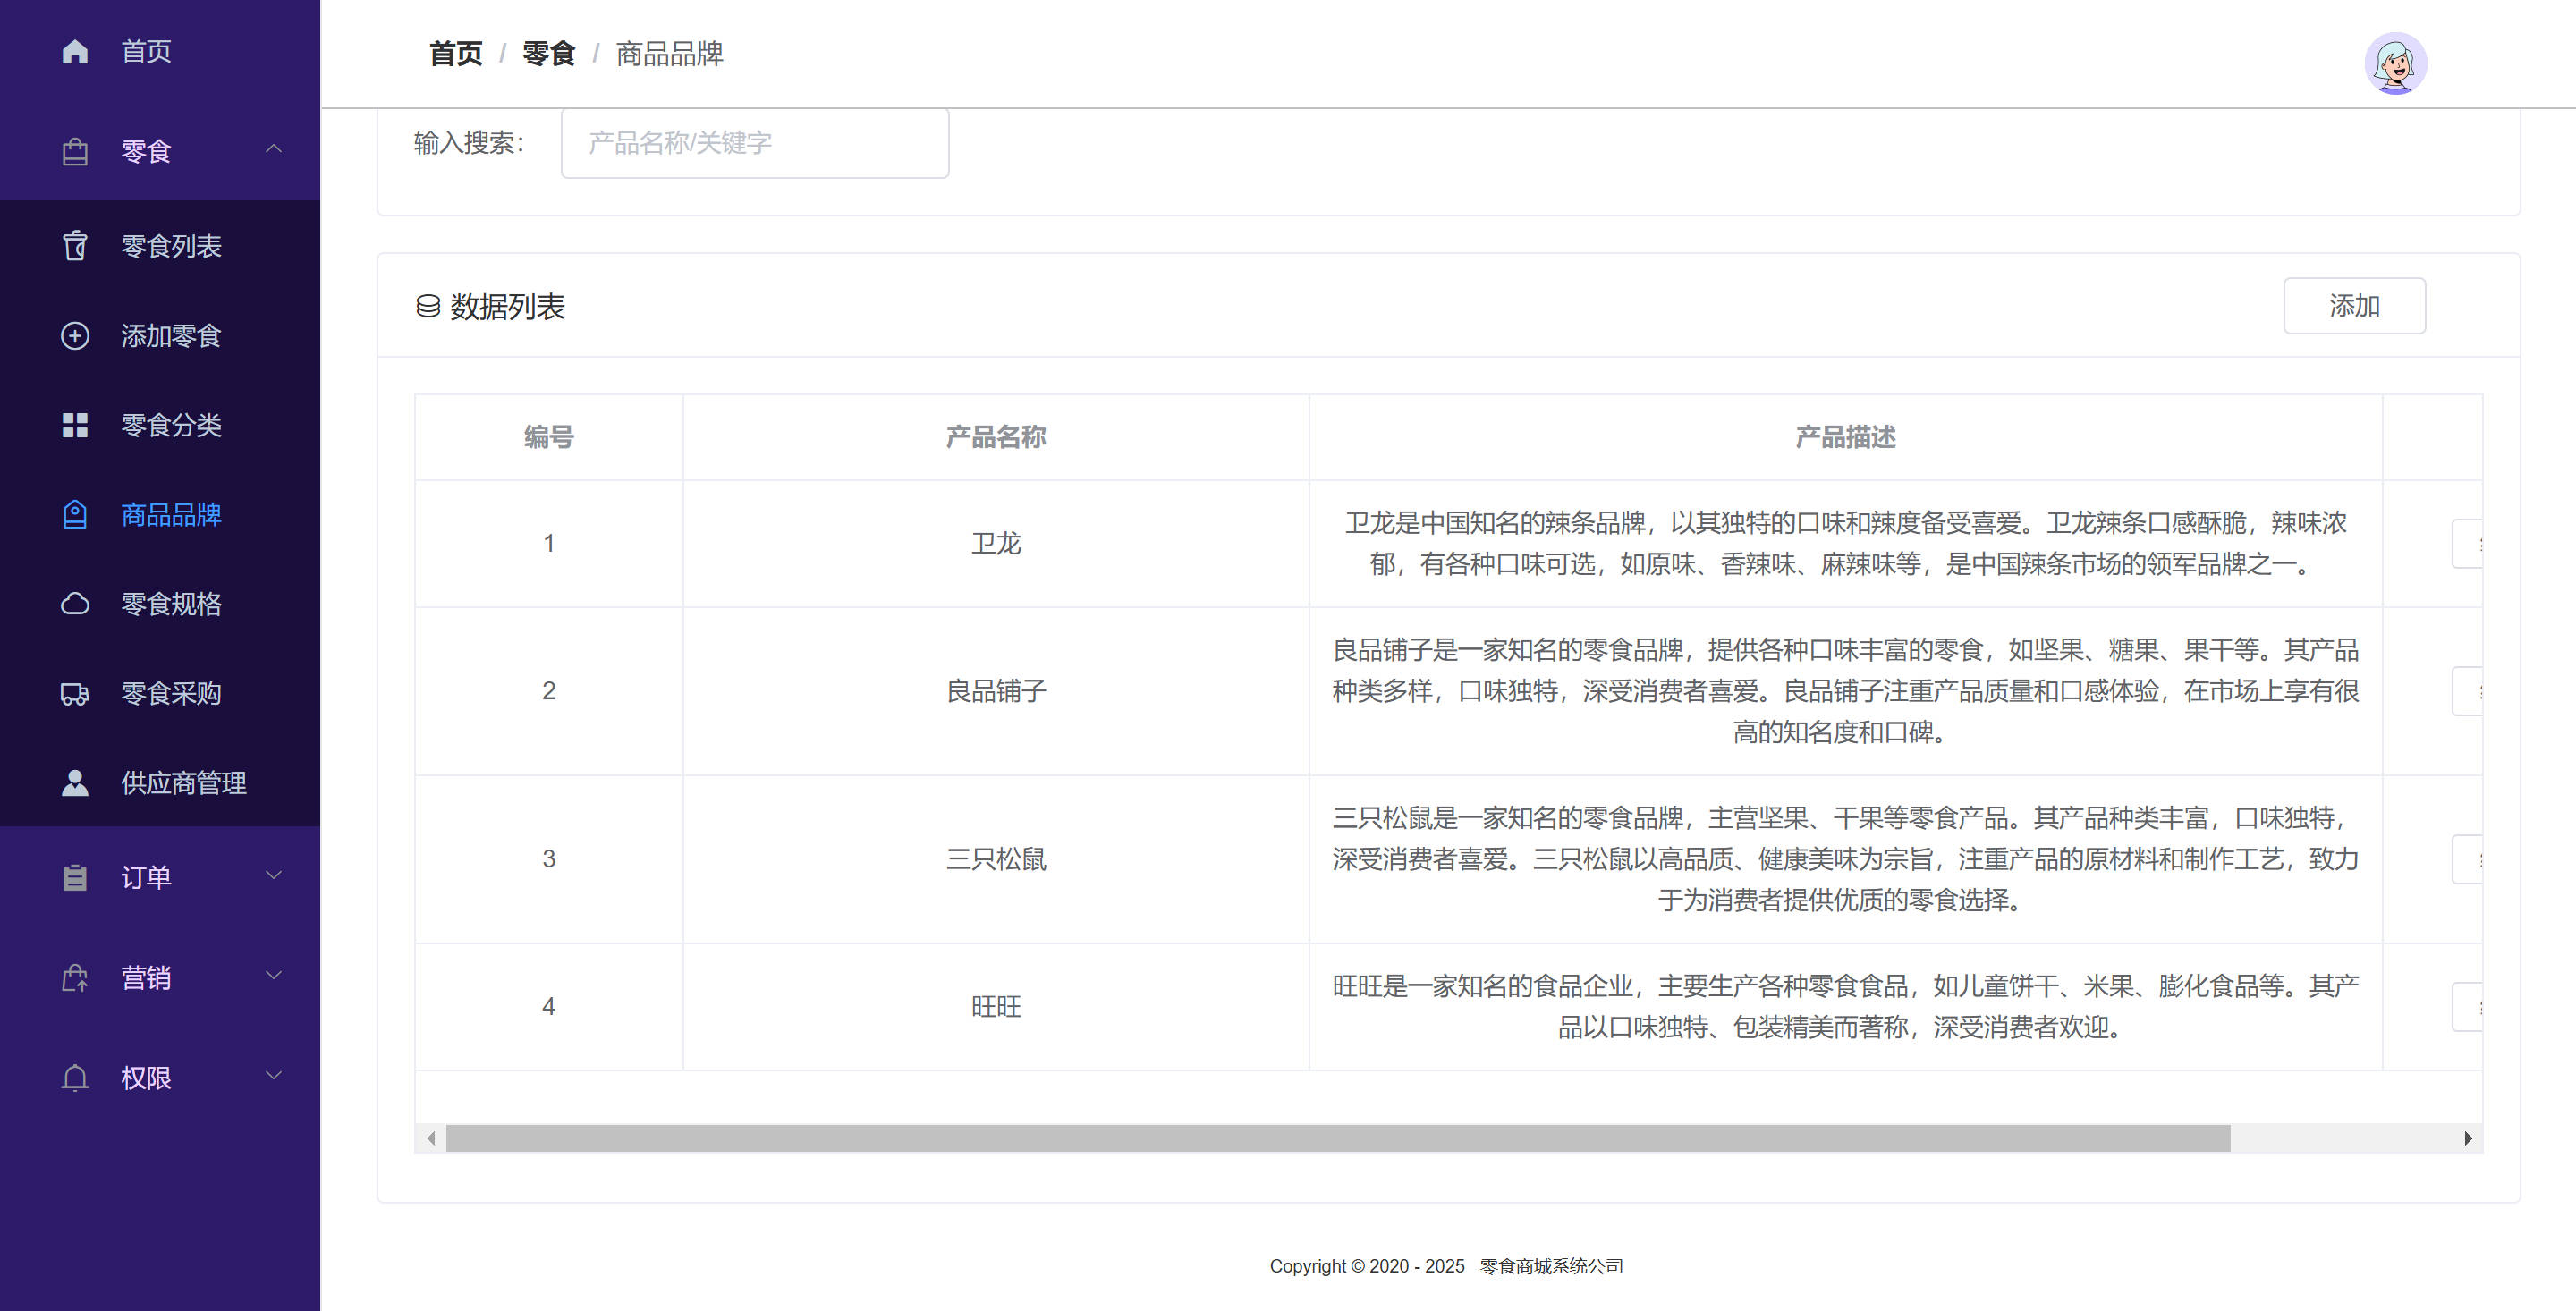 首页
零食
零食列表
添加零食
零食分类
商品品牌
零食规格
零食采购
供应商管理
订单
营销
权限
首页 / 零食 / 商品品牌
输入搜索：
产品名称/关键字
数据列表
添加
编号 产品名称 产品描述
1 卫龙
卫龙是中国知名的辣条品牌，以其独特的口味和辣度备受喜爱。卫龙辣条口感酥脆，辣味浓
郁，有各种口味可选，如原味、香辣味、麻辣味等，是中国辣条市场的领军品牌之一。
2 良品铺子
良品铺子是一家知名的零食品牌，提供各种口味丰富的零食，如坚果、糖果、果干等。其产品
种类多样，口味独特，深受消费者喜爱。良品铺子注重产品质量和口感体验，在市场上享有很
高的知名度和口碑。
3 三只松鼠
三只松鼠是一家知名的零食品牌，主营坚果、干果等零食产品。其产品种类丰富，口味独特，
深受消费者喜爱。三只松鼠以高品质、健康美味为宗旨，注重产品的原材料和制作工艺，致力
于为消费者提供优质的零食选择。
4 旺旺
旺旺是一家知名的食品企业，主要生产各种零食食品，如儿童饼干、米果、膨化食品等。其产
品以口味独特、包装精美而著称，深受消费者欢迎。
Copyright © 2020 - 2025 零食商城系统公司